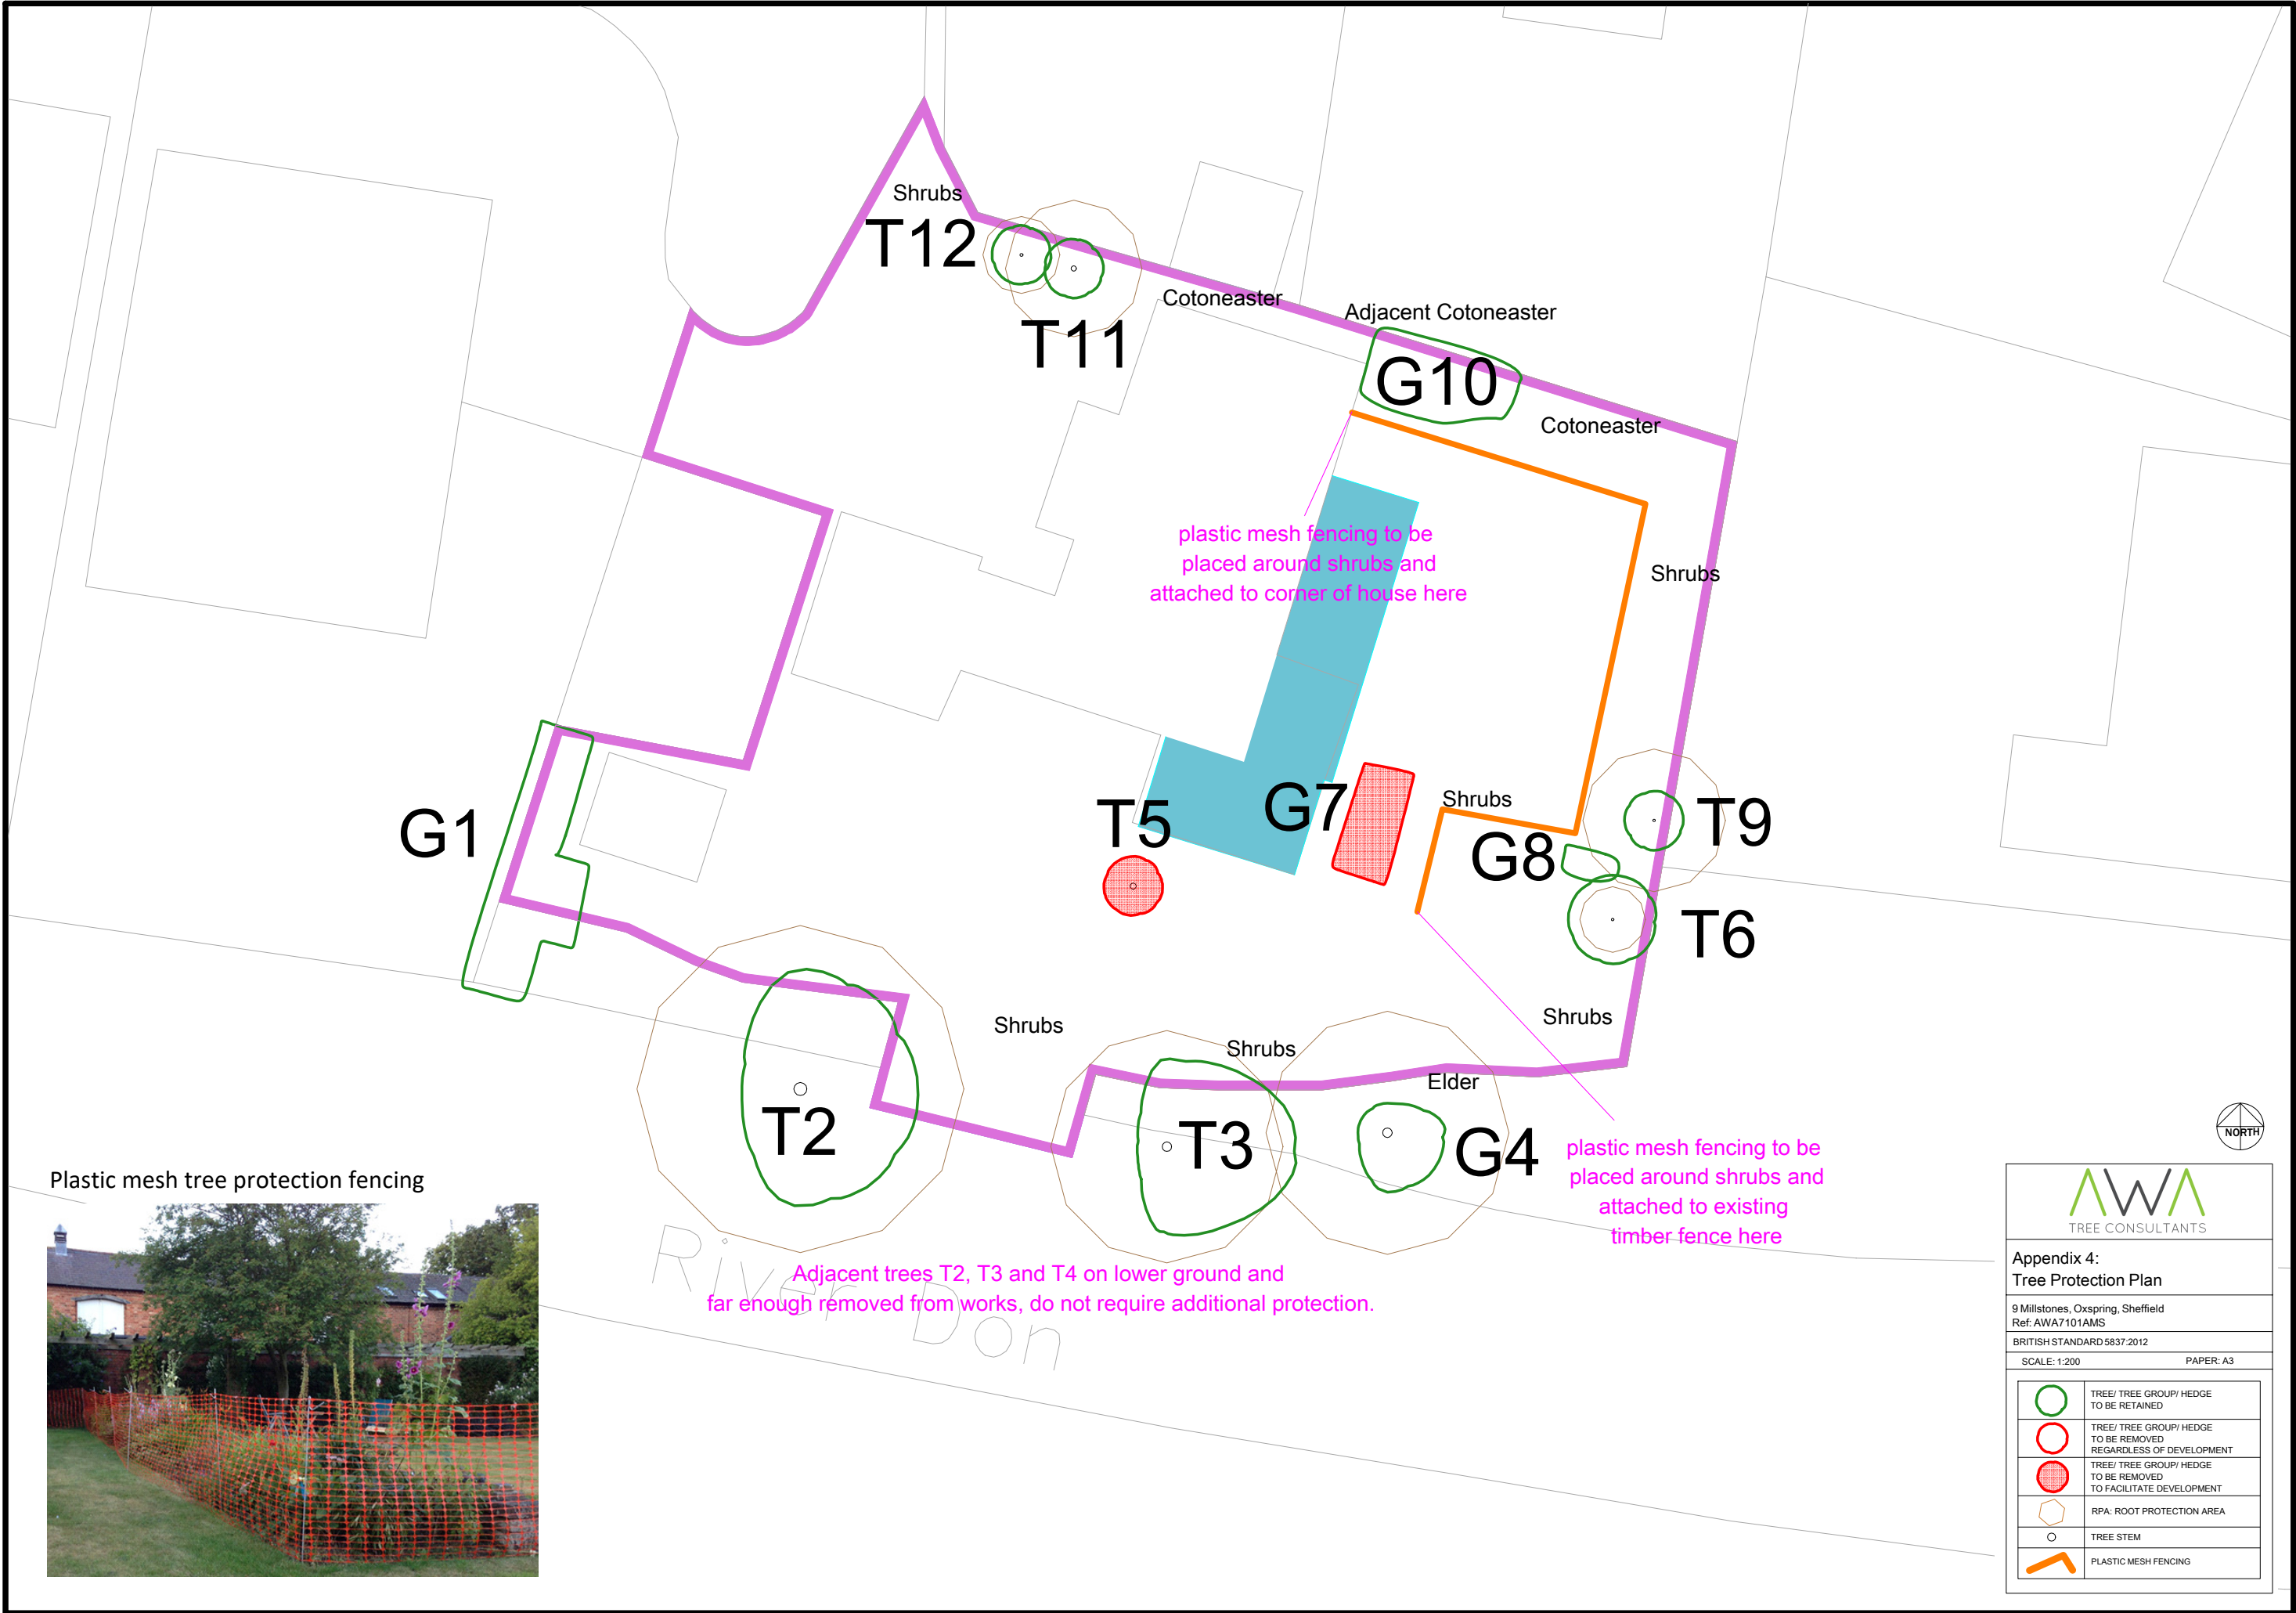 Shrubs
T12
T11
Cotoneaster
Adjacent Cotoneaster
G10
Cotoneaster
plastic mesh fencing to be
placed around shrubs and
attached to corner of house here
Shrubs
G1
T5
G7
Shrubs
G8
T9
T6
Shrubs
Shrubs
Shrubs
Elder
T2
T3
G4
plastic mesh fencing to be
placed around shrubs and
attached to existing
timber fence here
River Don
Adjacent trees T2, T3 and T4 on lower ground and
far enough removed from works, do not require additional protection.
Plastic mesh tree protection fencing
NORTH
AWA
TREE CONSULTANTS
Appendix 4:
Tree Protection Plan
9 Millstones, Oxspring, Sheffield
Ref: AWA7101AMS
BRITISH STANDARD 5837:2012
SCALE: 1:200 PAPER: A3
TREE/ TREE GROUP/ HEDGE
TO BE RETAINED
TREE/ TREE GROUP/ HEDGE
TO BE REMOVED
REGARDLESS OF DEVELOPMENT
TREE/ TREE GROUP/ HEDGE
TO BE REMOVED
TO FACILITATE DEVELOPMENT
RPA: ROOT PROTECTION AREA
TREE STEM
PLASTIC MESH FENCING